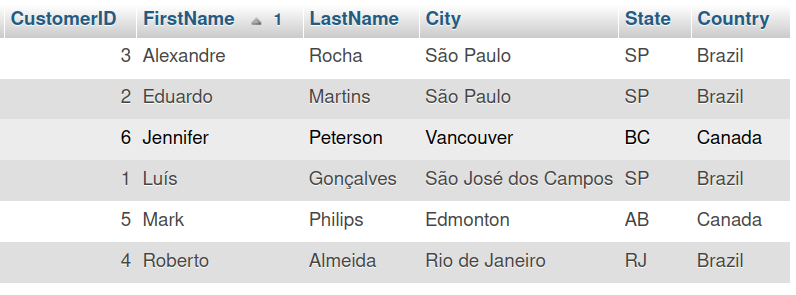 CustomerID FirstName 1 LastName City State Country
3 Alexandre Rocha São Paulo SP Brazil
2 Eduardo Martins São Paulo SP Brazil
6 Jennifer Peterson Vancouver BC Canada
1 Luís Gonçalves São José dos Campos SP Brazil
5 Mark Philips Edmonton AB Canada
4 Roberto Almeida Rio de Janeiro RJ Brazil